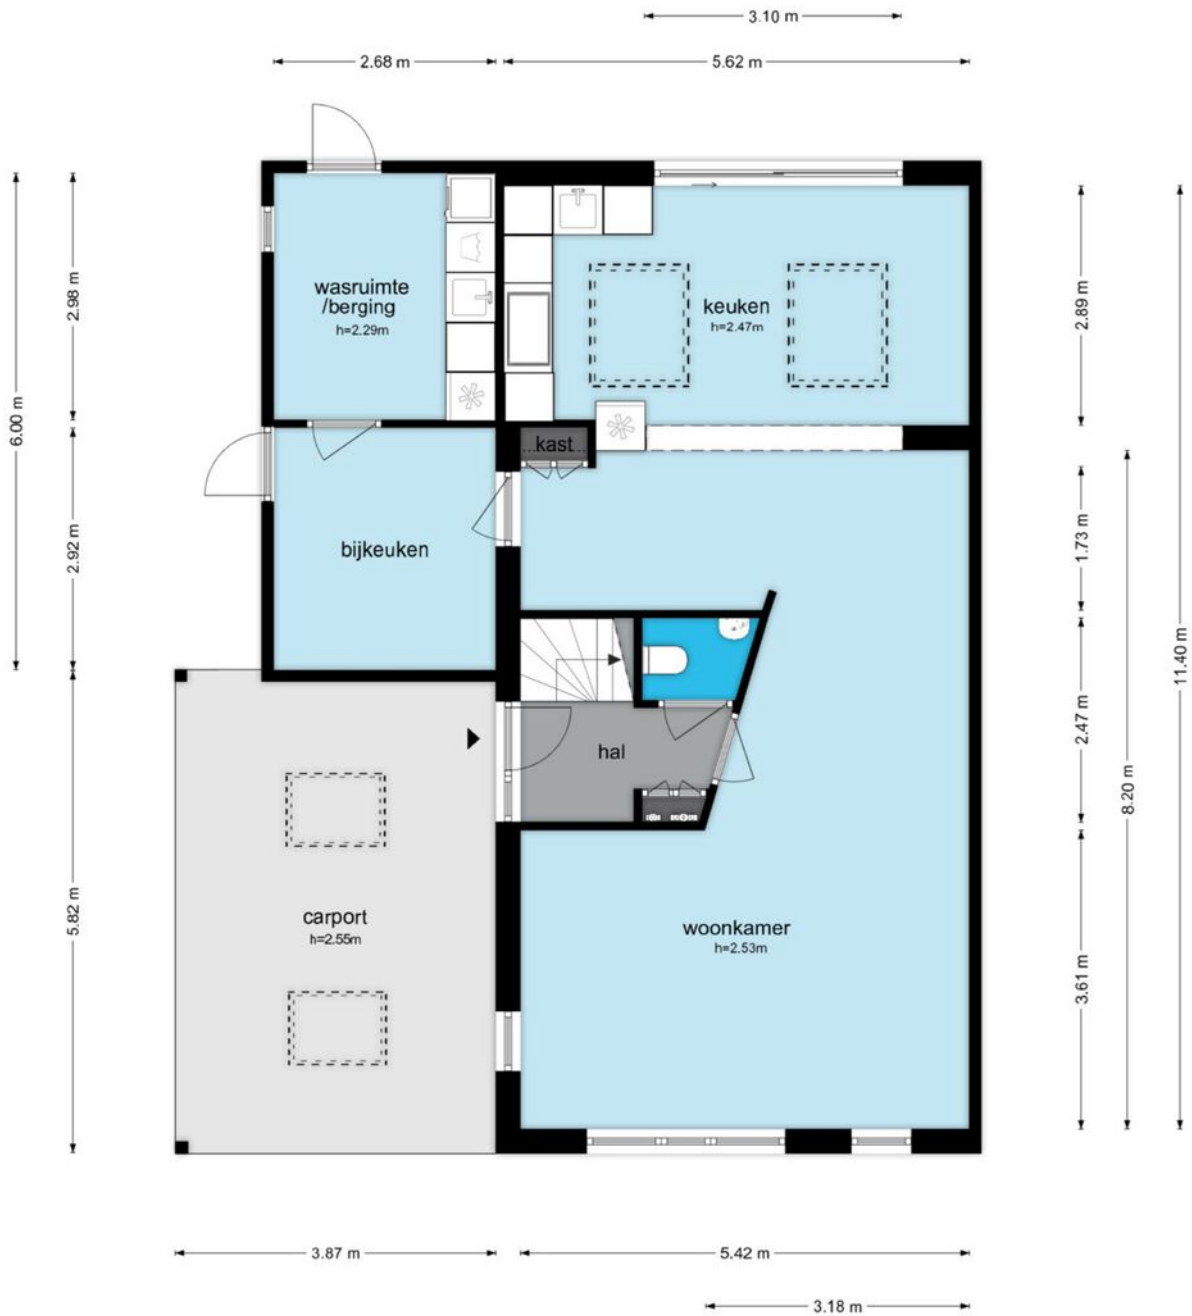 3.10 m
2.68 m
5.62 m
wasruimte
/berging
h=2.29m
keuken
h=2.47m
2.98 m
2.89 m
6.00 m
kast
bijkeuken
2.92 m
1.73 m
11.40 m
hal
2.47 m
8.20 m
carport
h=2.55m
woonkamer
h=2.53m
5.82 m
3.61 m
3.87 m
5.42 m
3.18 m